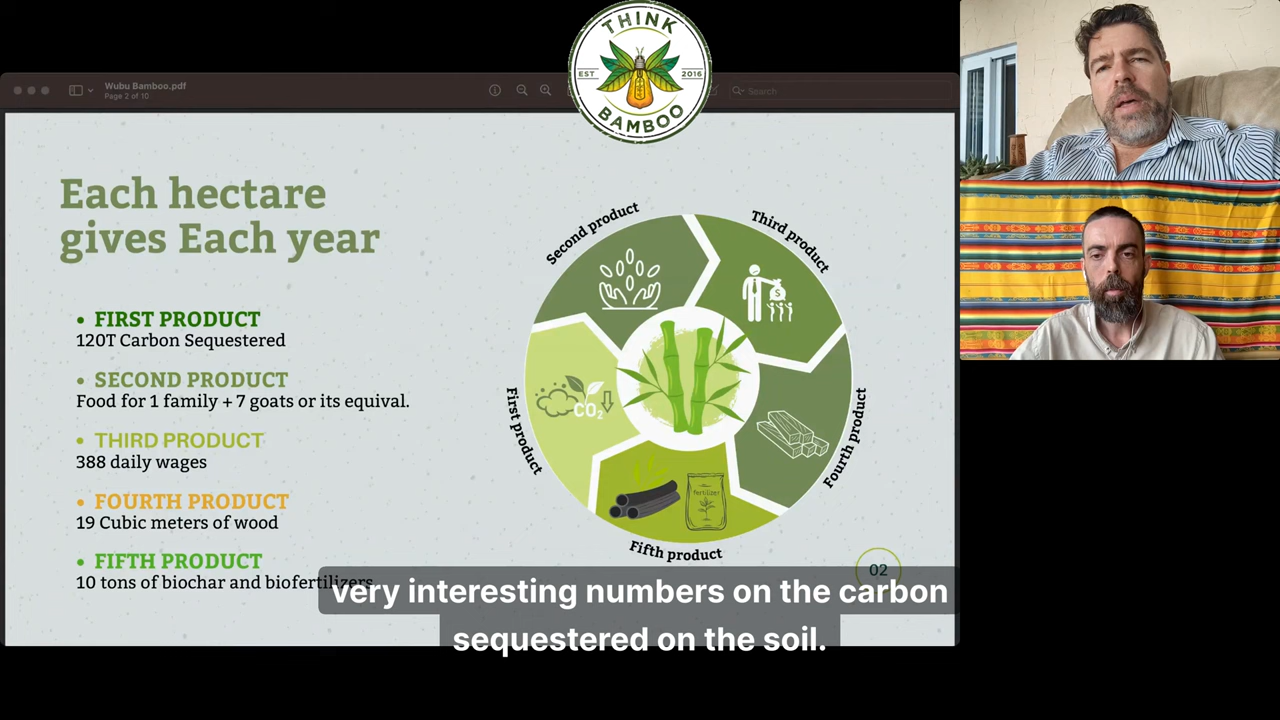 THINK
EST
2016
BAMBOO
Wubu Bamboo.pdf
Page 2 of 10
Search
Each hectare
gives Each year
• FIRST PRODUCT
120T Carbon Sequestered
• SECOND PRODUCT
Food for 1 family + 7 goats or its equival.
• THIRD PRODUCT
388 daily wages
• FOURTH PRODUCT
19 Cubic meters of wood
• FIFTH PRODUCT
10 tons of biochar and biofertilizers
Second product
Third product
$
First product
CO2
Fourth product
fertilizer
Fifth product
02
very interesting numbers on the carbon
sequestered on the soil.